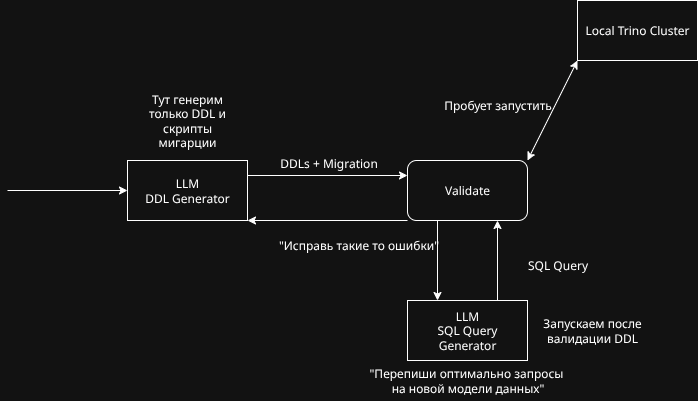 Local Trino Cluster
Тут генерим
только DDL и
скрипты
мигарции
Пробует запустить
LLM
DDL Generator
DDLs + Migration
Validate
"Исправь такие то ошибки"
SQL Query
LLM
SQL Query
Generator
Запускаем после
валидации DDL
"Перепиши оптимально запросы
на новой модели данных"